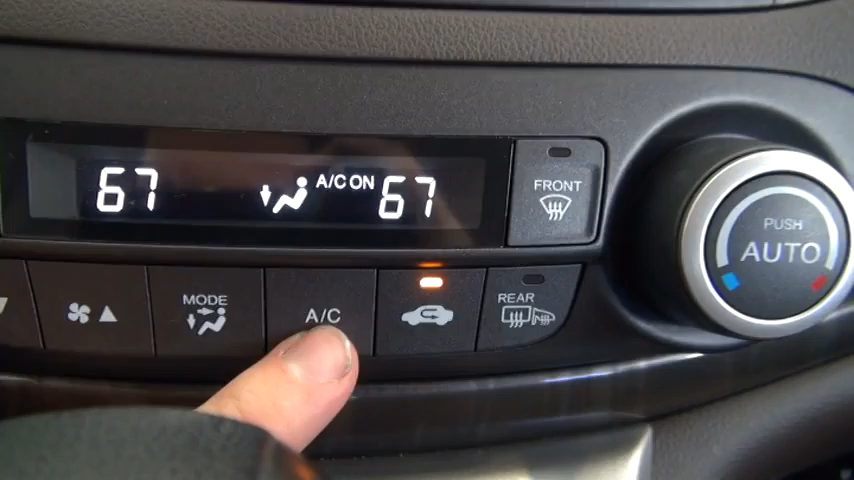 67
A/C ON
67
FRONT
PUSH
AUTO
MODE
A/C
REAR